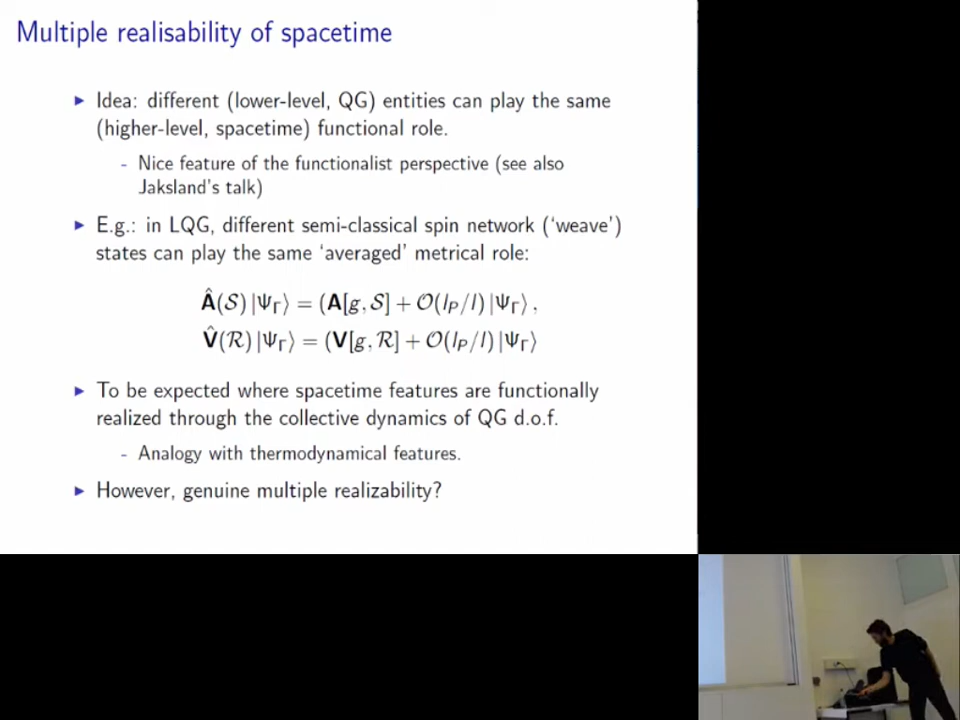 Multiple realisability of spacetime
▶ Idea: different (lower-level, QG) entities can play the same
(higher-level, spacetime) functional role.
- Nice feature of the functionalist perspective (see also
Jaksland's talk)
▶ E.g.: in LQG, different semi-classical spin network ('weave')
states can play the same 'averaged' metrical role:
Â(𝒮)|Ψ_Γ⟩ = (A[g, 𝒮] + 𝒪(l_P/l)|Ψ_Γ⟩ ,
V̂(ℛ)|Ψ_Γ⟩ = (V[g, ℛ] + 𝒪(l_P/l)|Ψ_Γ⟩
▶ To be expected where spacetime features are functionally
realized through the collective dynamics of QG d.o.f.
- Analogy with thermodynamical features.
▶ However, genuine multiple realizability?